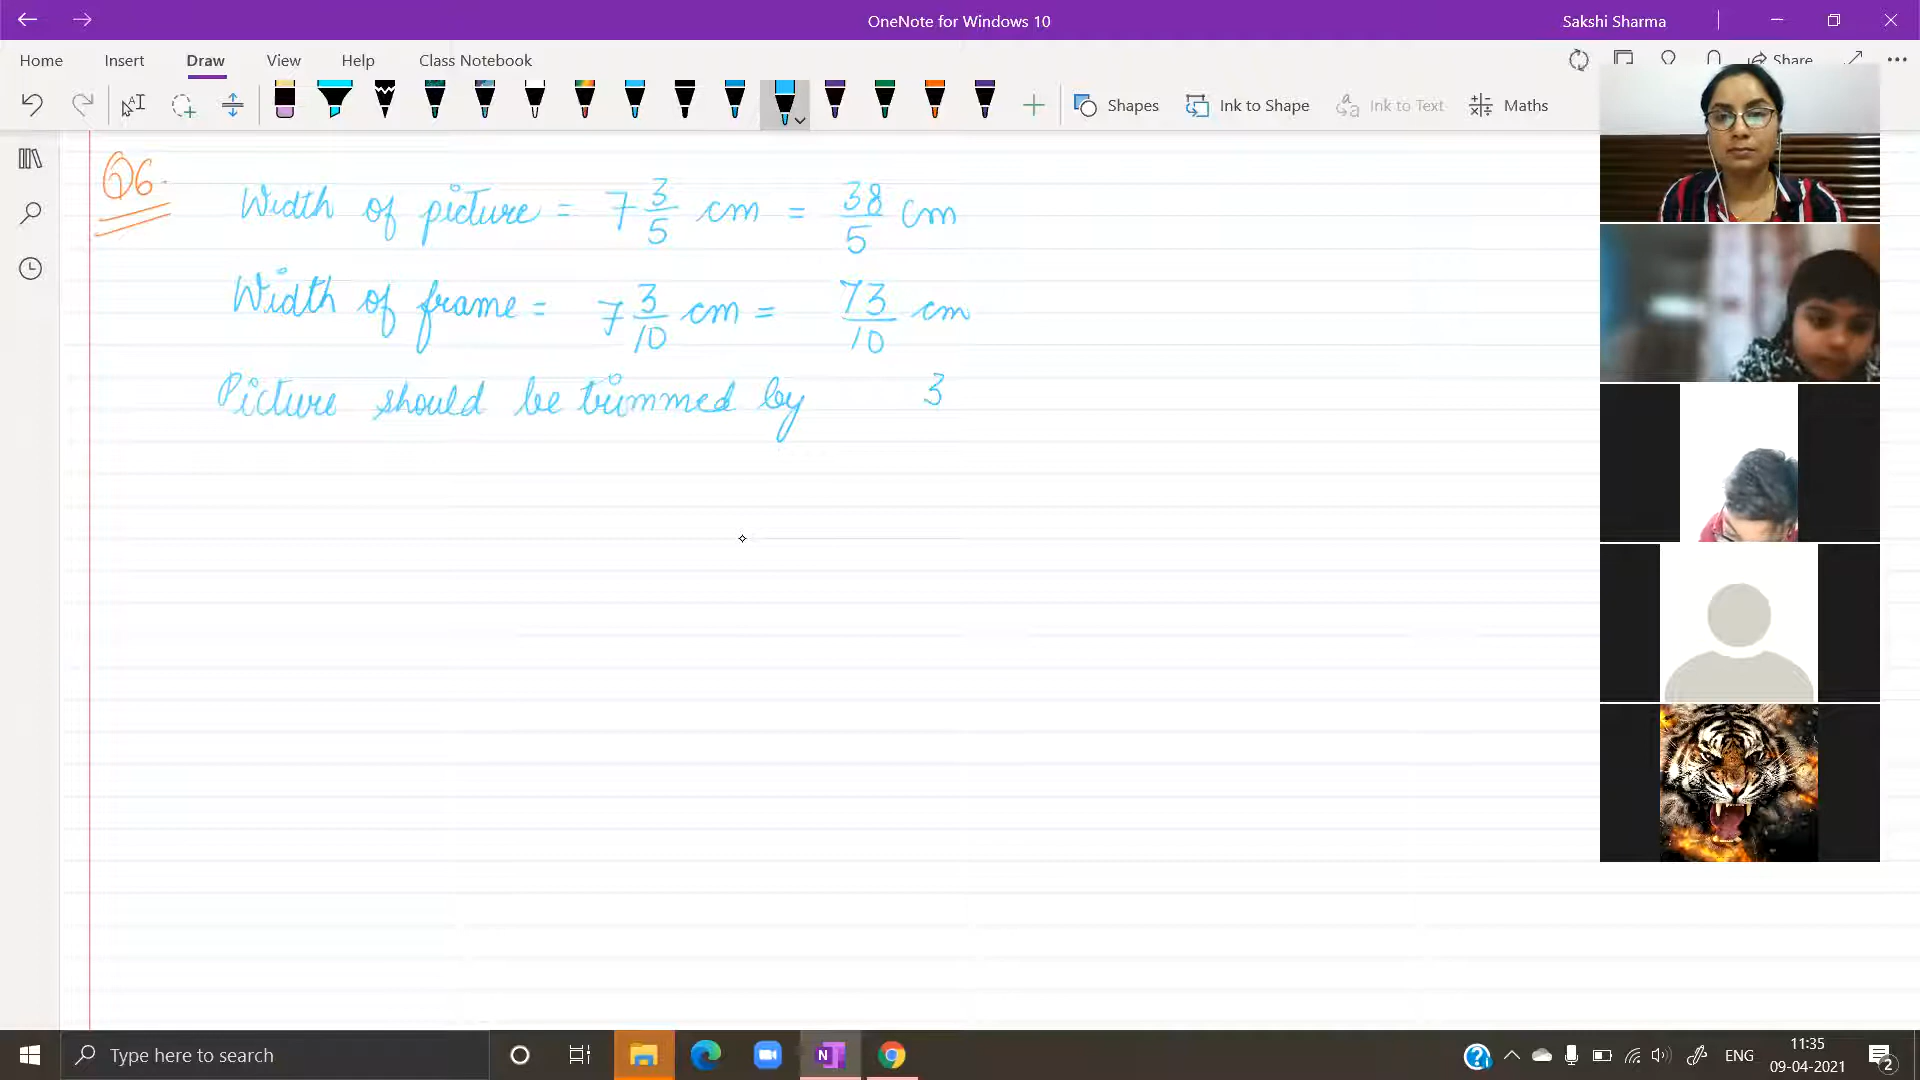 OneNote for Windows 10
Sakshi Sharma
Home Insert Draw View Help Class Notebook Share
Shapes Ink to Shape Ink to Text Maths
Q6.
Width of picture = 7 3/5 cm = 38/5 cm
Width of frame = 7 3/10 cm = 73/10 cm
Picture should be trimmed by 3
Type here to search
ENG
11:35
09-04-2021
2